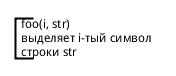 foo(i, str)
выделяет i-тый символ
строки str